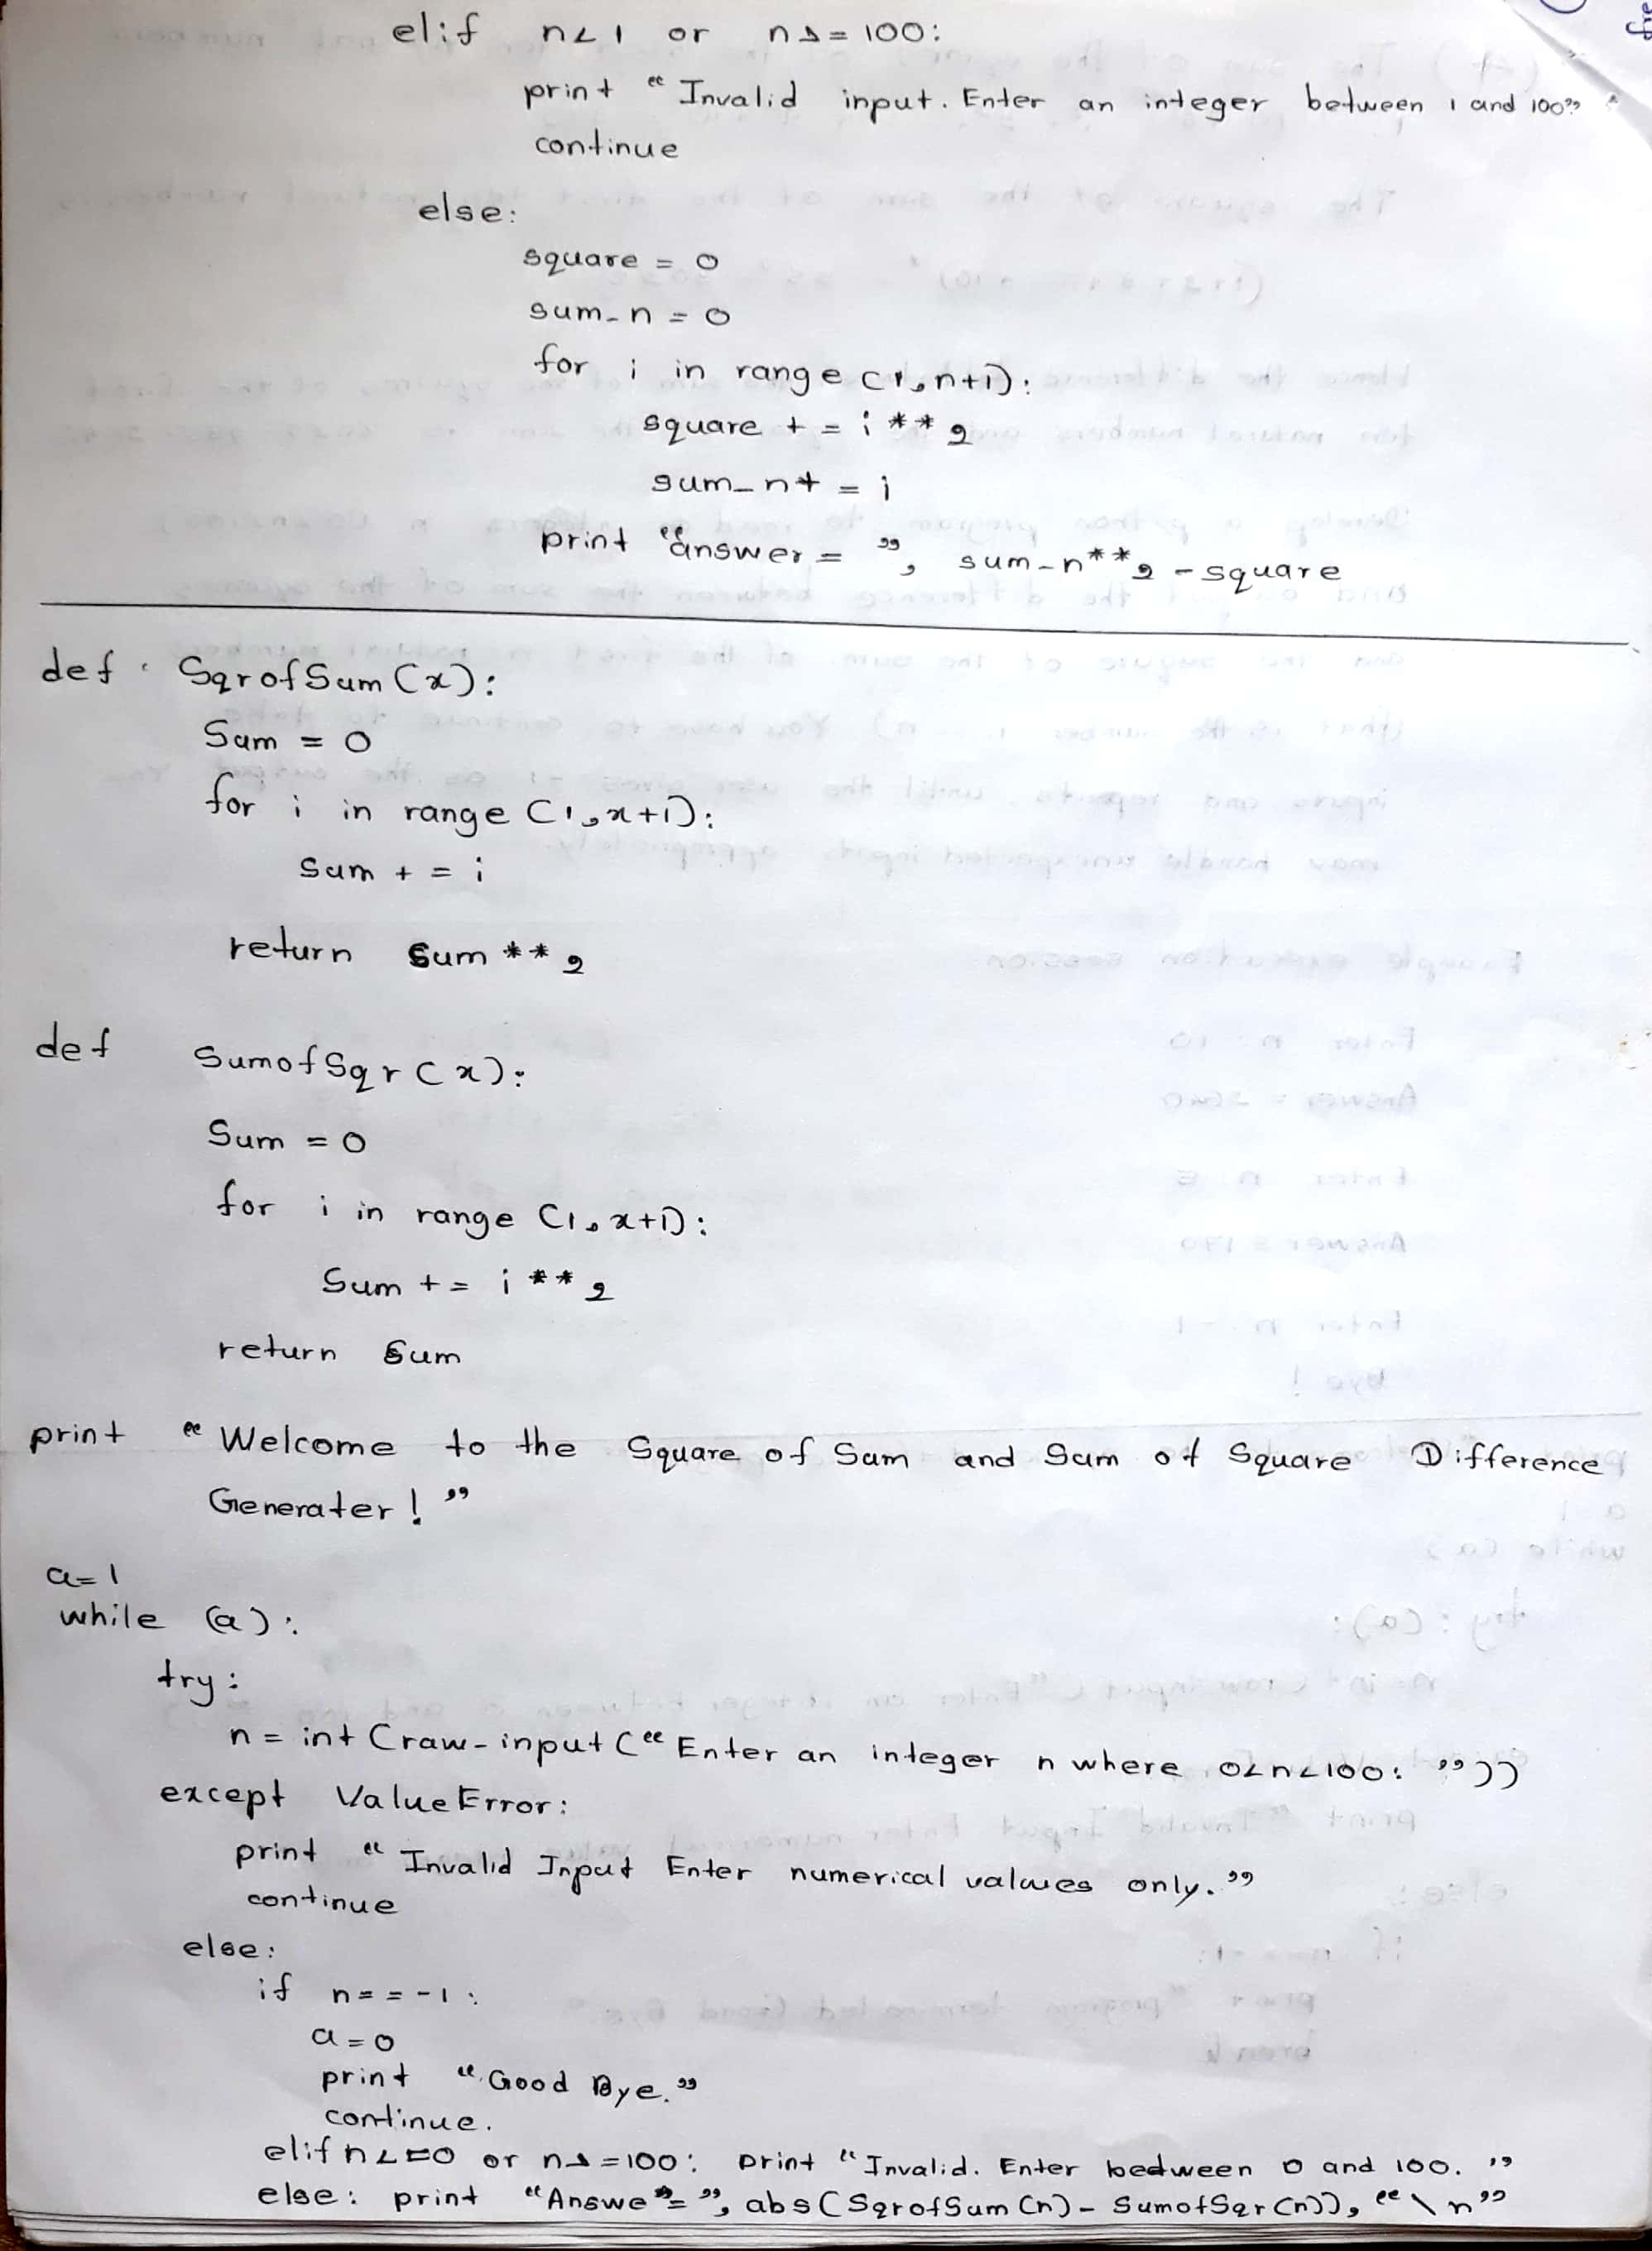 elif n<1 or n>=100:
print "Invalid input. Enter an integer between 1 and 100"
continue
else:
square = 0
sum_n = 0
for i in range (1,n+1):
square += i**2
sum_n+ = i
print "answer = ", sum_n**2 - square
def SqrofSum (x):
Sum = 0
for i in range (1,x+1):
Sum += i
return Sum**2
def SumofSqr (x):
Sum = 0
for i in range (1,x+1):
Sum += i**2
return Sum
print "Welcome to the Square of Sum and Sum of Square Difference
Generater!"
a=1
while (a):
try:
n = int (raw-input ("Enter an integer n where 0<n<100: "))
except ValueError:
print "Invalid Input Enter numerical values only."
continue
else:
if n == -1:
a=0
print "Good Bye."
continue.
elif n<=0 or n>=100: print "Invalid. Enter bedween 0 and 100. "
else: print "Answe = ", abs (SqrofSum (n) - SumofSqr (n)), "\n"